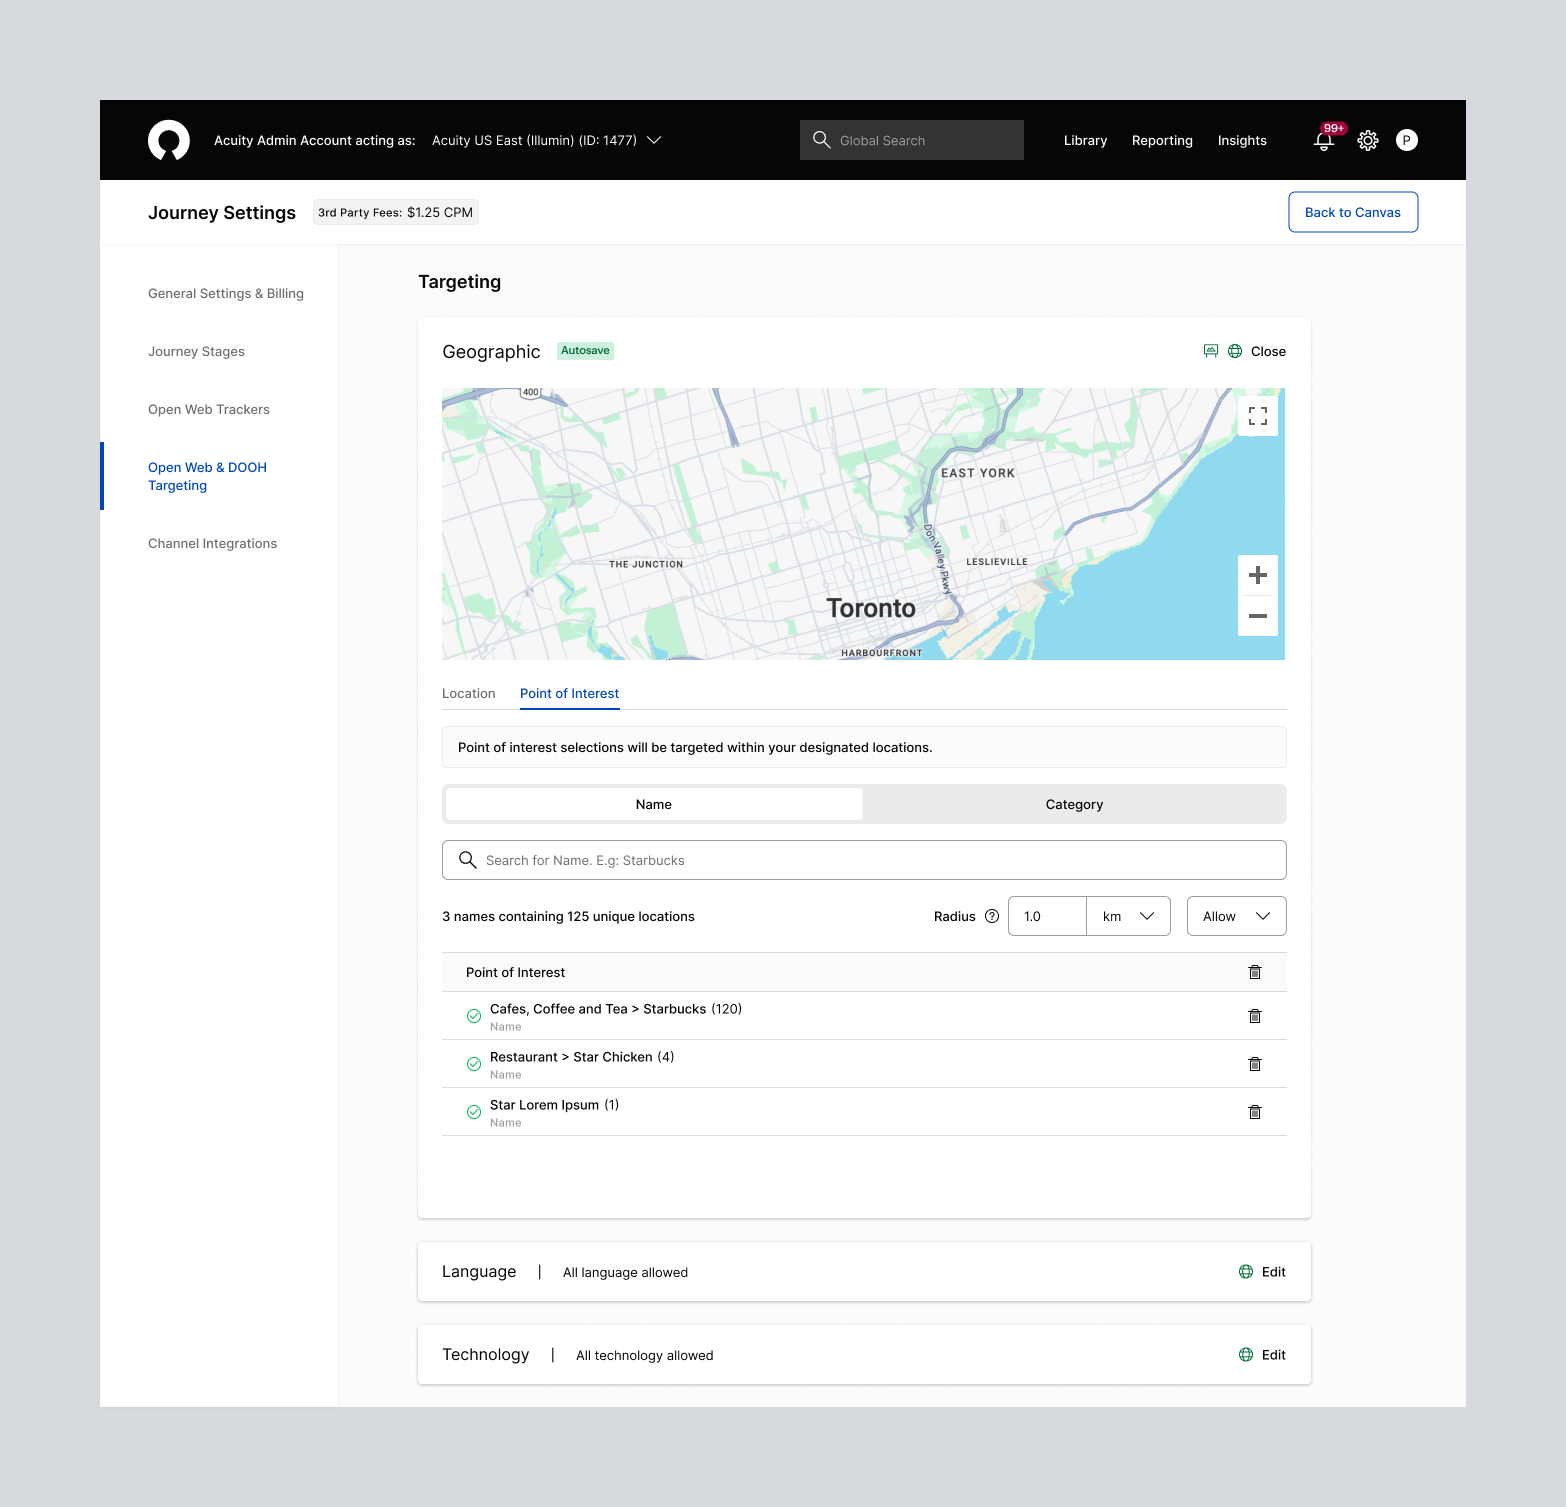 Acuity Admin Account acting as: Acuity US East (Illumin) (ID: 1477)
Global Search
Library Reporting Insights
99+
P
Journey Settings
3rd Party Fees: $1.25 CPM
Back to Canvas
General Settings & Billing
Journey Stages
Open Web Trackers
Open Web & DOOH
Targeting
Channel Integrations
Targeting
Geographic Autosave
Close
400
EAST YORK
Don Valley Pkwy
THE JUNCTION
LESLIEVILLE
Toronto
HARBOURFRONT
Location Point of Interest
Point of interest selections will be targeted within your designated locations.
Name Category
Search for Name. E.g: Starbucks
3 names containing 125 unique locations
Radius ? 1.0 km Allow
Point of Interest
Cafes, Coffee and Tea > Starbucks (120)
Name
Restaurant > Star Chicken (4)
Name
Star Lorem Ipsum (1)
Name
Language | All language allowed Edit
Technology | All technology allowed Edit